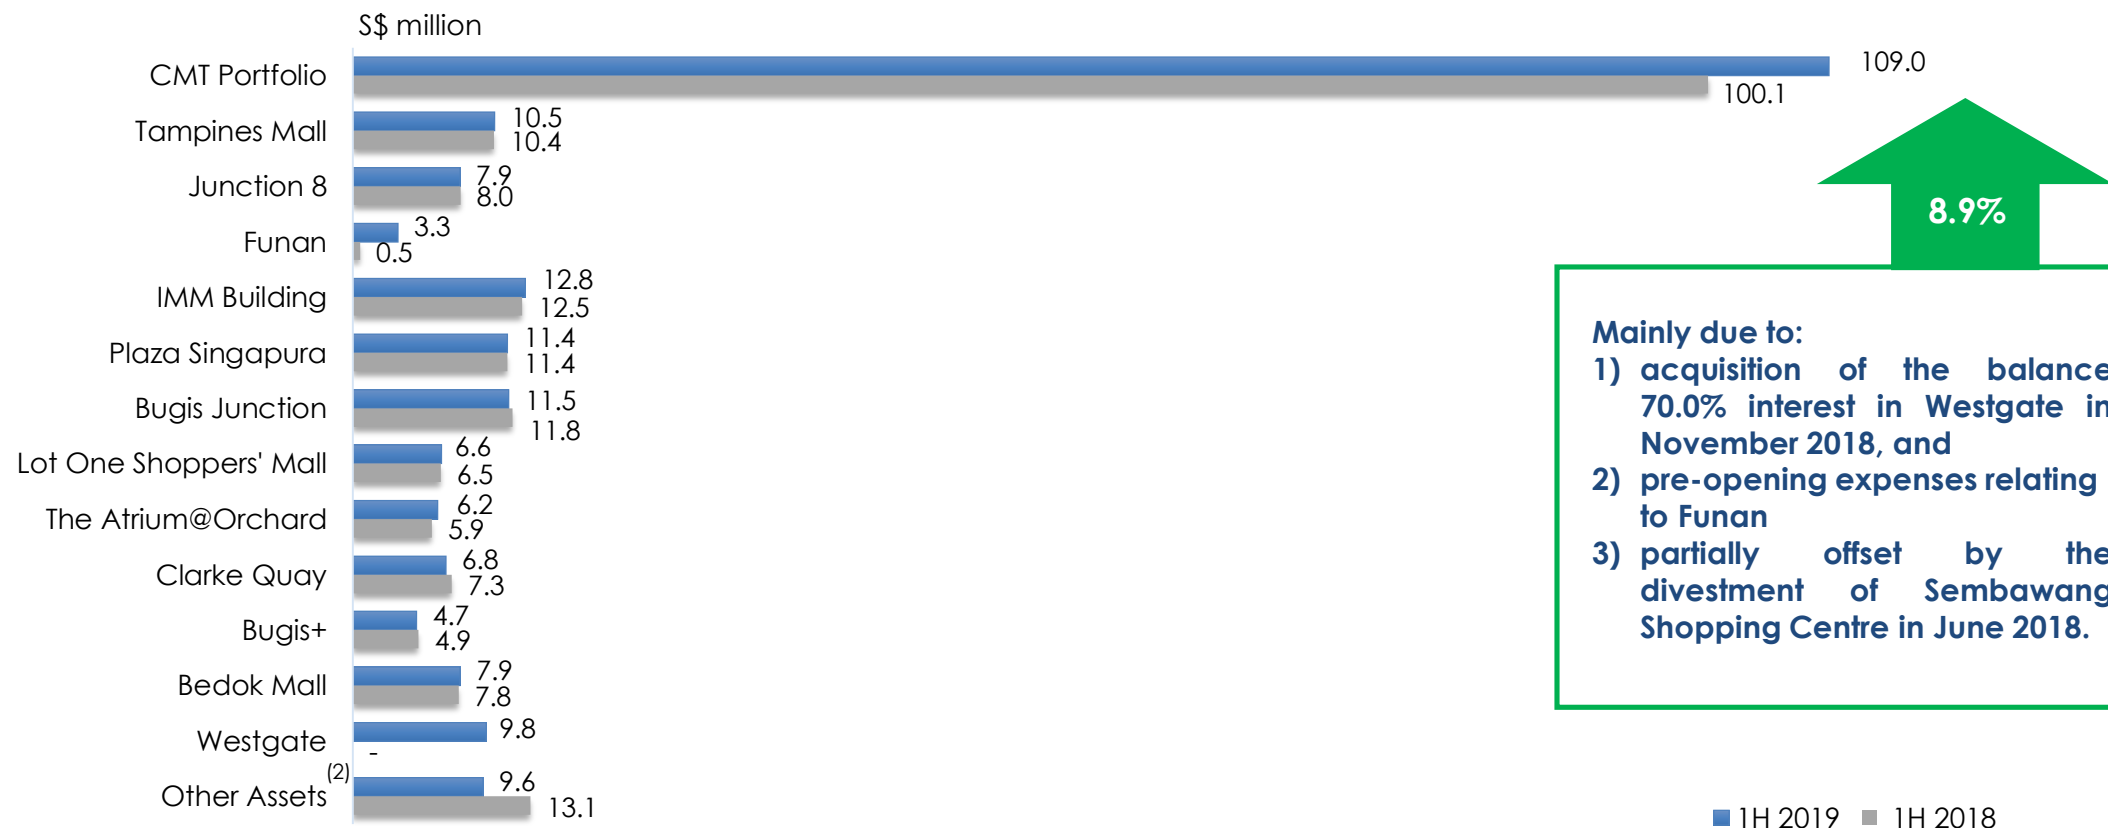 S$ million
CMT Portfolio 109.0
100.1
Tampines Mall 10.5
10.4
Junction 8 7.9
8.0
Funan 3.3
0.5
IMM Building 12.8
12.5
Plaza Singapura 11.4
11.4
Bugis Junction 11.5
11.8
Lot One Shoppers' Mall 6.6
6.5
The Atrium@Orchard 6.2
5.9
Clarke Quay 6.8
7.3
Bugis+ 4.7
4.9
Bedok Mall 7.9
7.8
Westgate 9.8
-
Other Assets (2) 9.6
13.1
8.9%
Mainly due to:
1) acquisition of the balance
70.0% interest in Westgate in
November 2018, and
2) pre-opening expenses relating
to Funan
3) partially offset by the
divestment of Sembawang
Shopping Centre in June 2018.
1H 2019 1H 2018